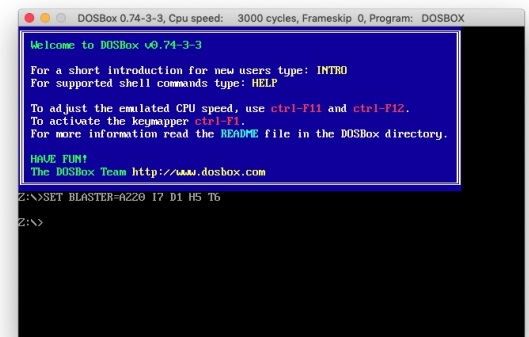 DOSBox 0.74-3-3, Cpu speed: 3000 cycles, Frameskip 0, Program: DOSBOX
Welcome to DOSBox v0.74-3-3
For a short introduction for new users type: INTRO
For supported shell commands type: HELP
To adjust the emulated CPU speed, use ctrl-F11 and ctrl-F12.
To activate the keymapper ctrl-F1.
For more information read the README file in the DOSBox directory.
HAVE FUN!
The DOSBox Team http://www.dosbox.com
Z:\>SET BLASTER=A220 I7 D1 H5 T6
Z:\>